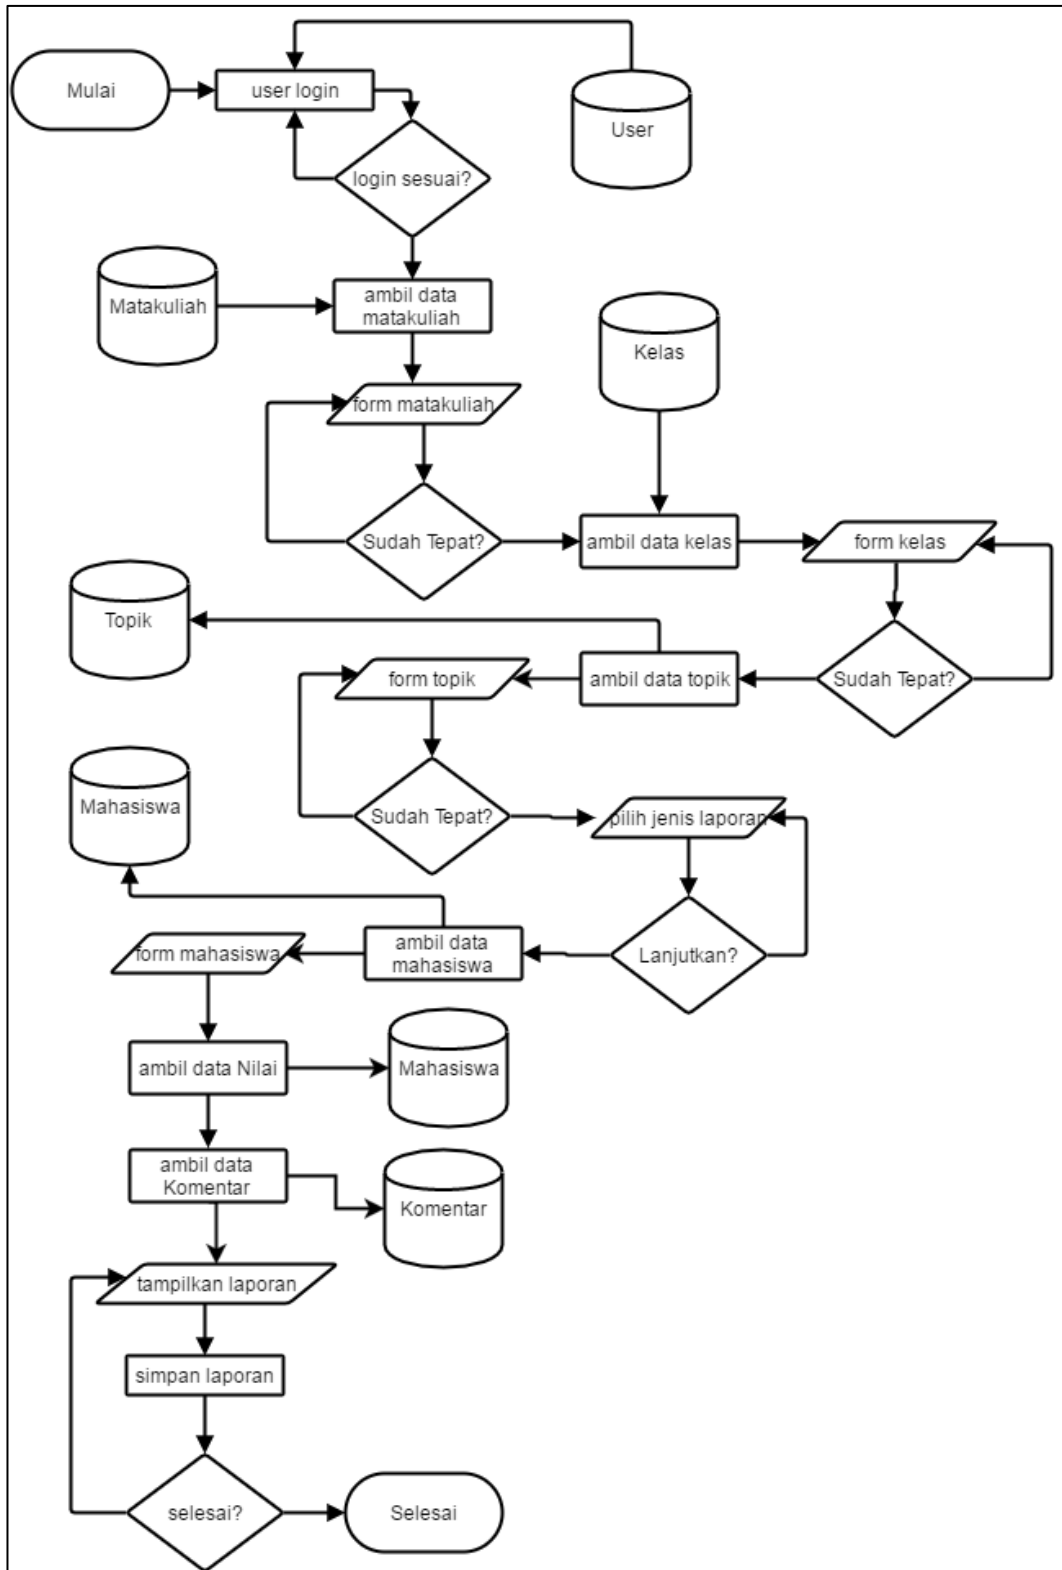 Mulai
user login
User
login sesuai?
Matakuliah
ambil data
matakuliah
Kelas
form matakuliah
Sudah Tepat?
ambil data kelas
form kelas
Topik
form topik
ambil data topik
Sudah Tepat?
Mahasiswa
Sudah Tepat?
pilih jenis laporan
form mahasiswa
ambil data
mahasiswa
Lanjutkan?
ambil data Nilai
Mahasiswa
ambil data
Komentar
Komentar
tampilkan laporan
simpan laporan
selesai?
Selesai